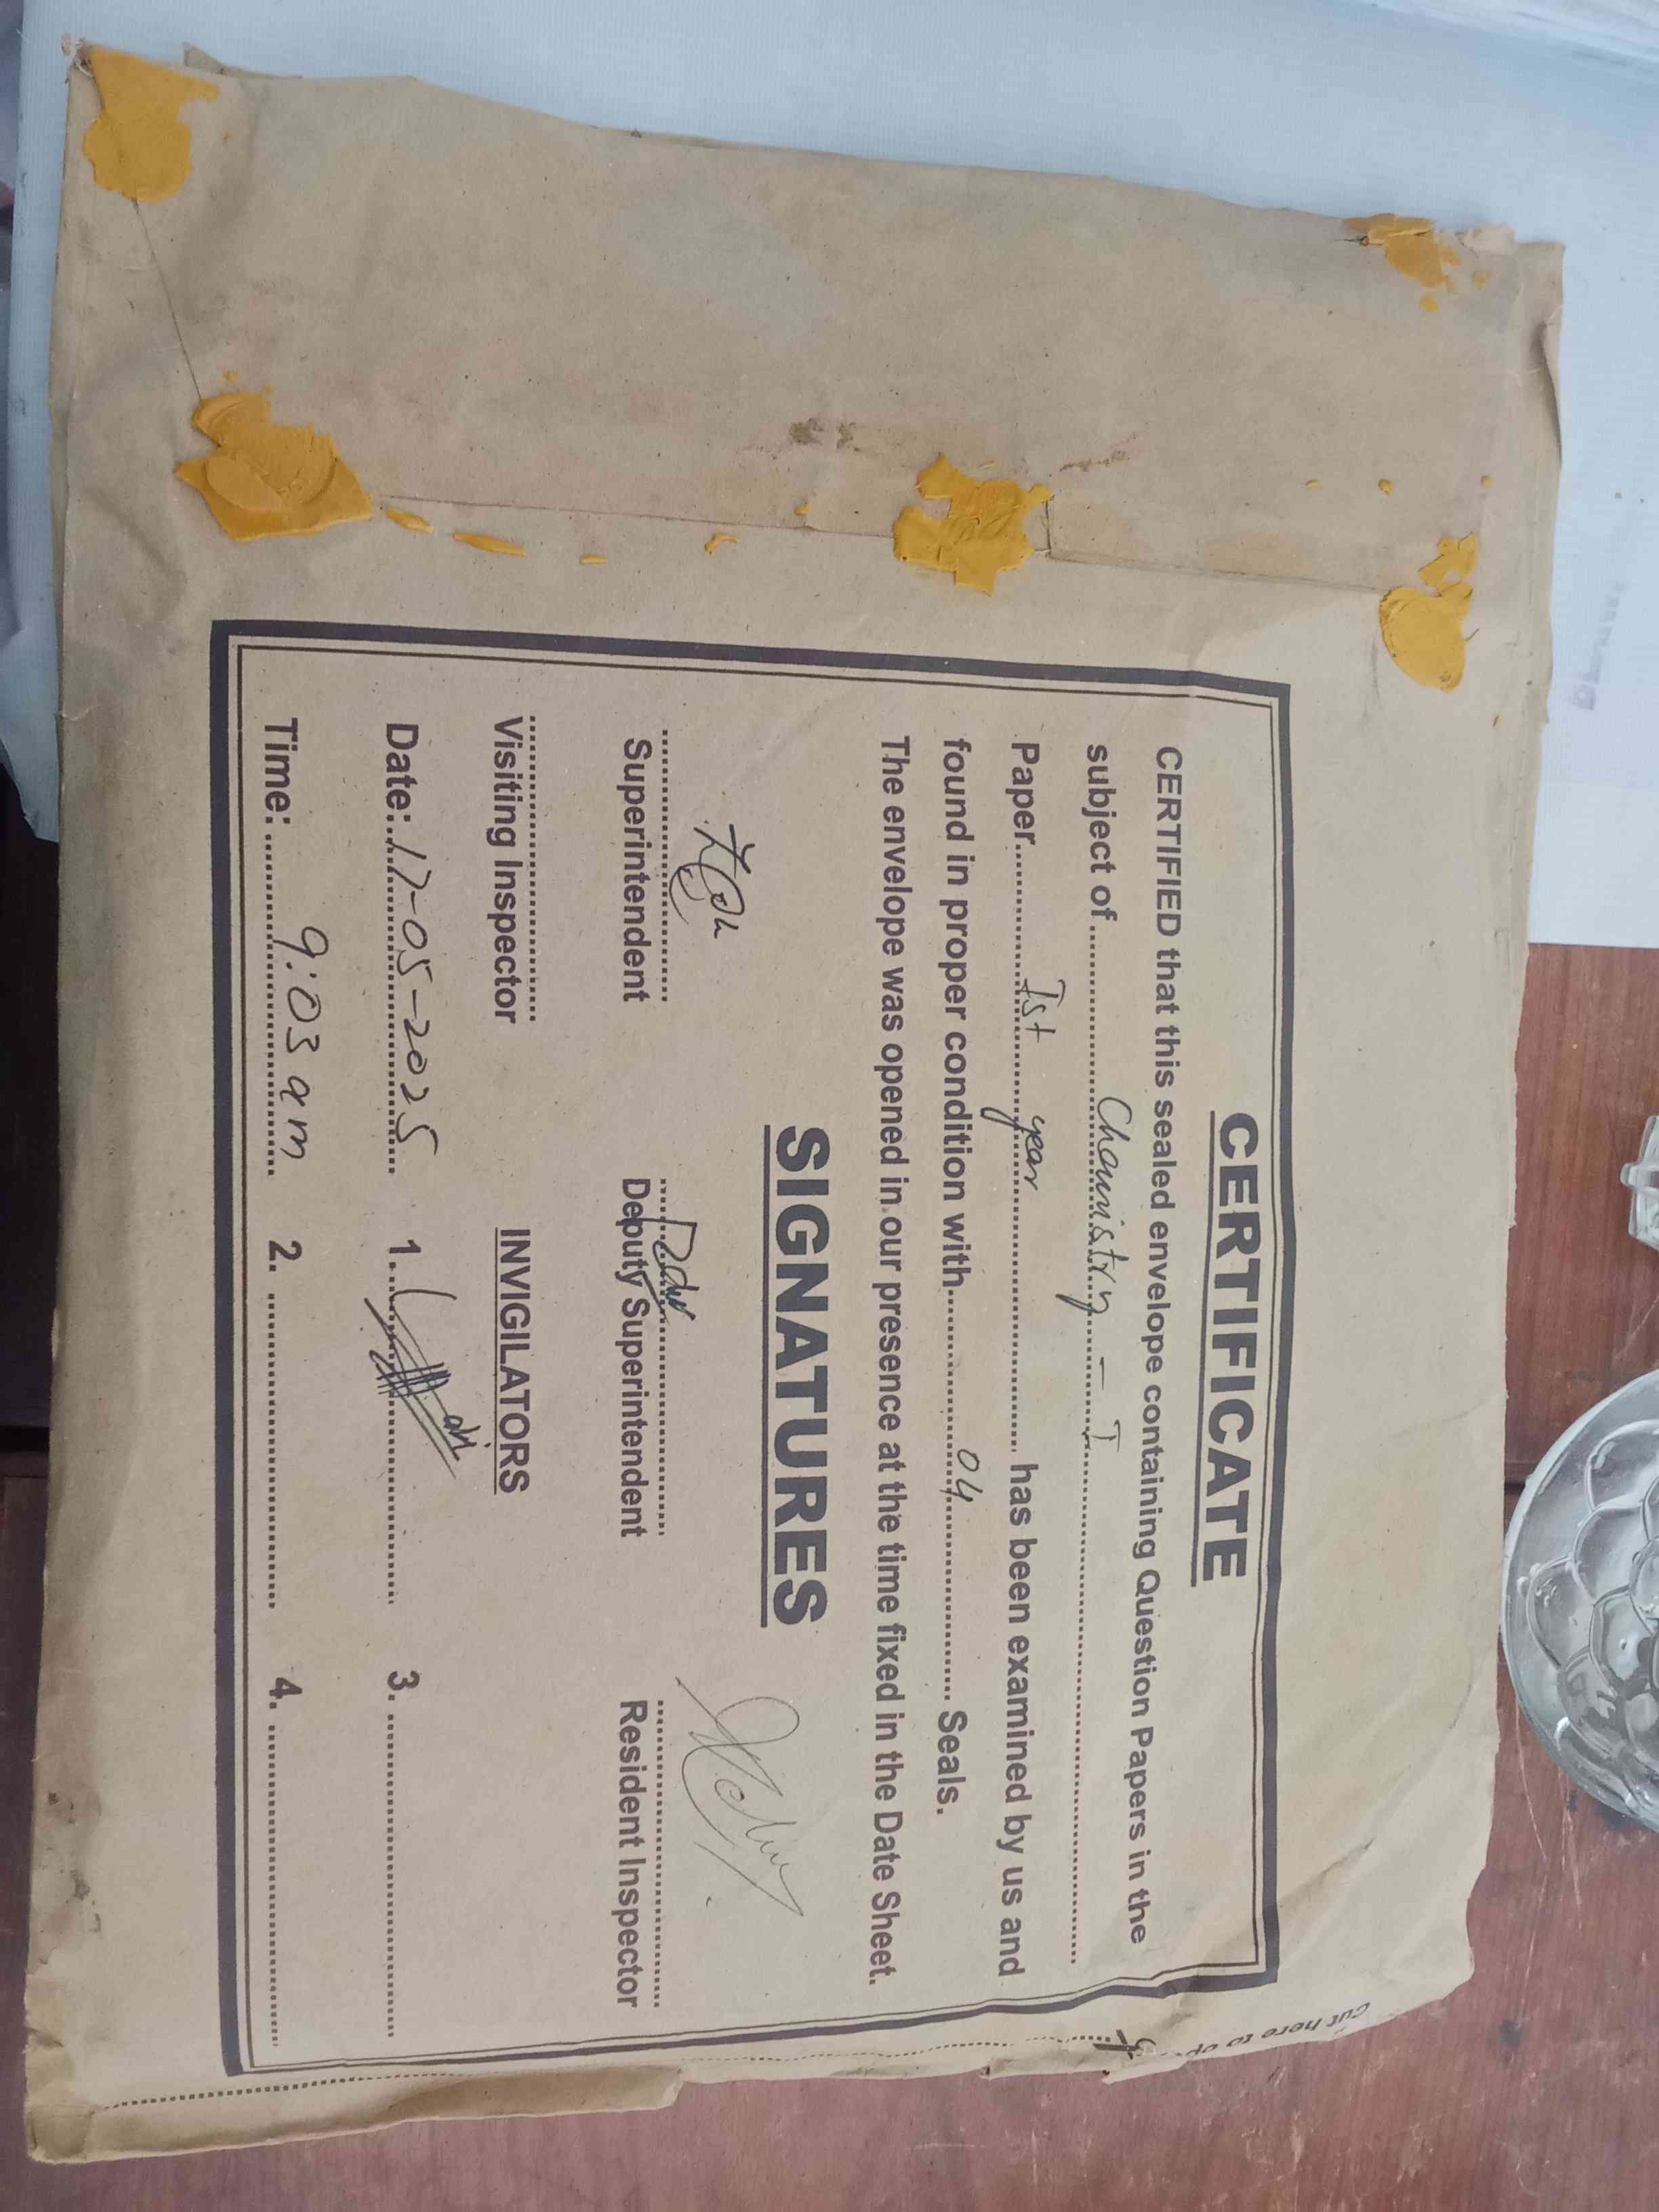 CERTIFICATE
CERTIFIED that this sealed envelope containing Question Papers in the
subject of........Chemistry - I........
Paper........Ist year........ has been examined by us and
found in proper condition with........04........ Seals.
The envelope was opened in our presence at the time fixed in the Date Sheet.
SIGNATURES
Superintendent Deputy Superintendent Resident Inspector
Visiting Inspector INVIGILATORS
Date: 17-05-2025 1. 3.
Time: 9:03 am 2. 4.
Cut here to